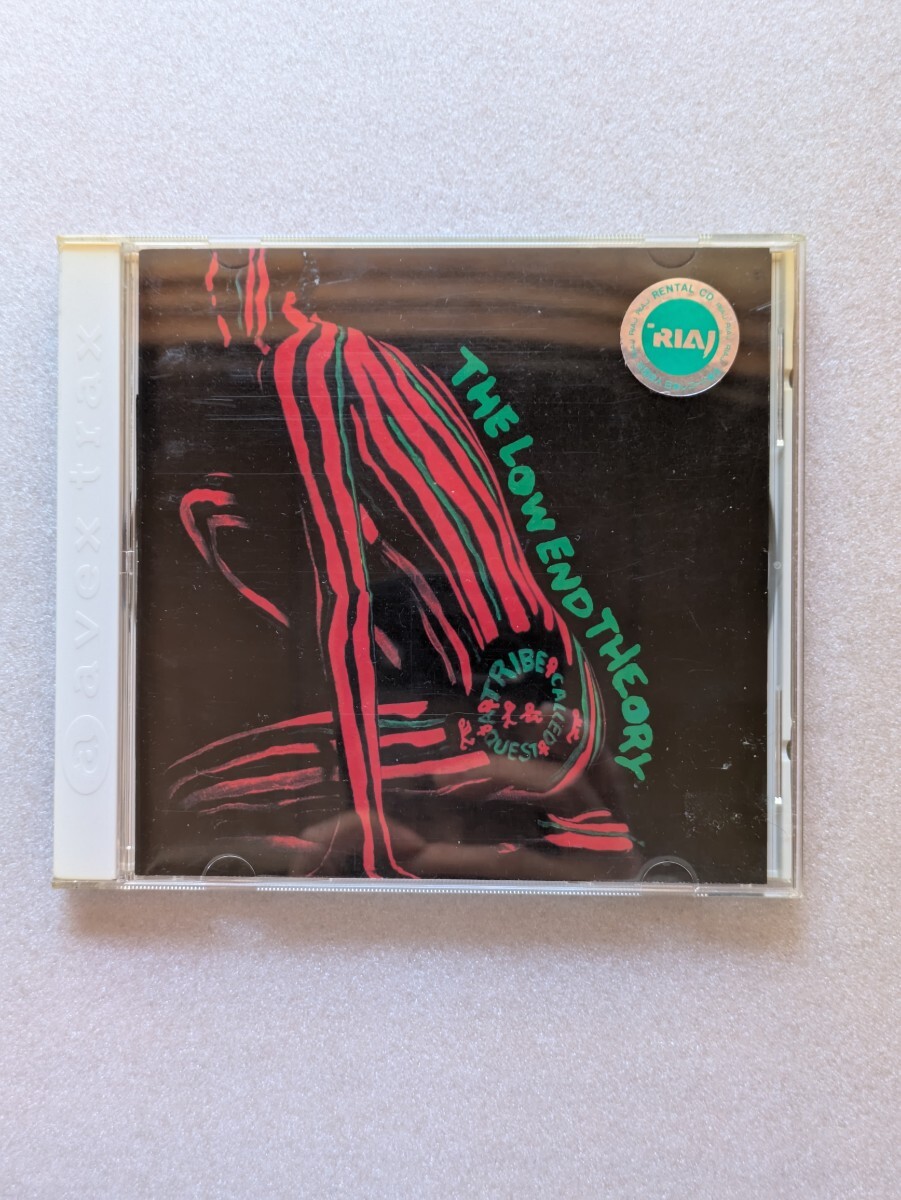 THE LOW END THEORY
A TRIBE CALLED QUEST
RENTAL CD
RIAJ
a avex trax